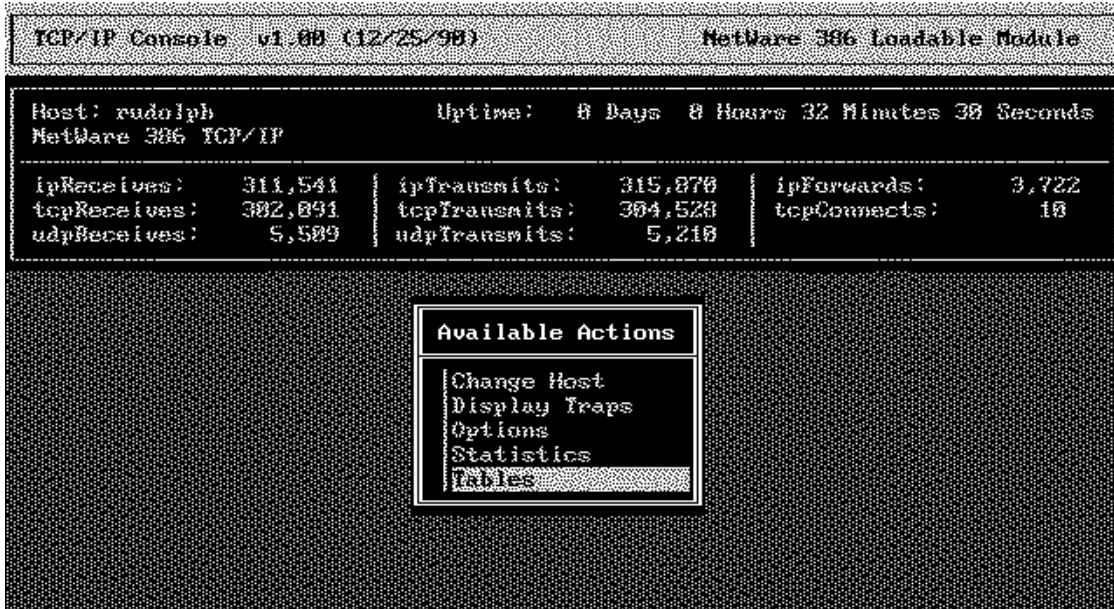 TCP/IP Console v1.00 (12/25/90) NetWare 386 Loadable Module
Host: rudolph Uptime: 0 Days 0 Hours 32 Minutes 30 Seconds
NetWare 386 TCP/IP
ipReceives: 311,541 ipTransmits: 315,070 ipForwards: 3,722
tcpReceives: 302,091 tcpTransmits: 304,528 tcpConnects: 10
udpReceives: 5,509 udpTransmits: 5,210
Available Actions
Change Host
Display Traps
Options
Statistics
Tables